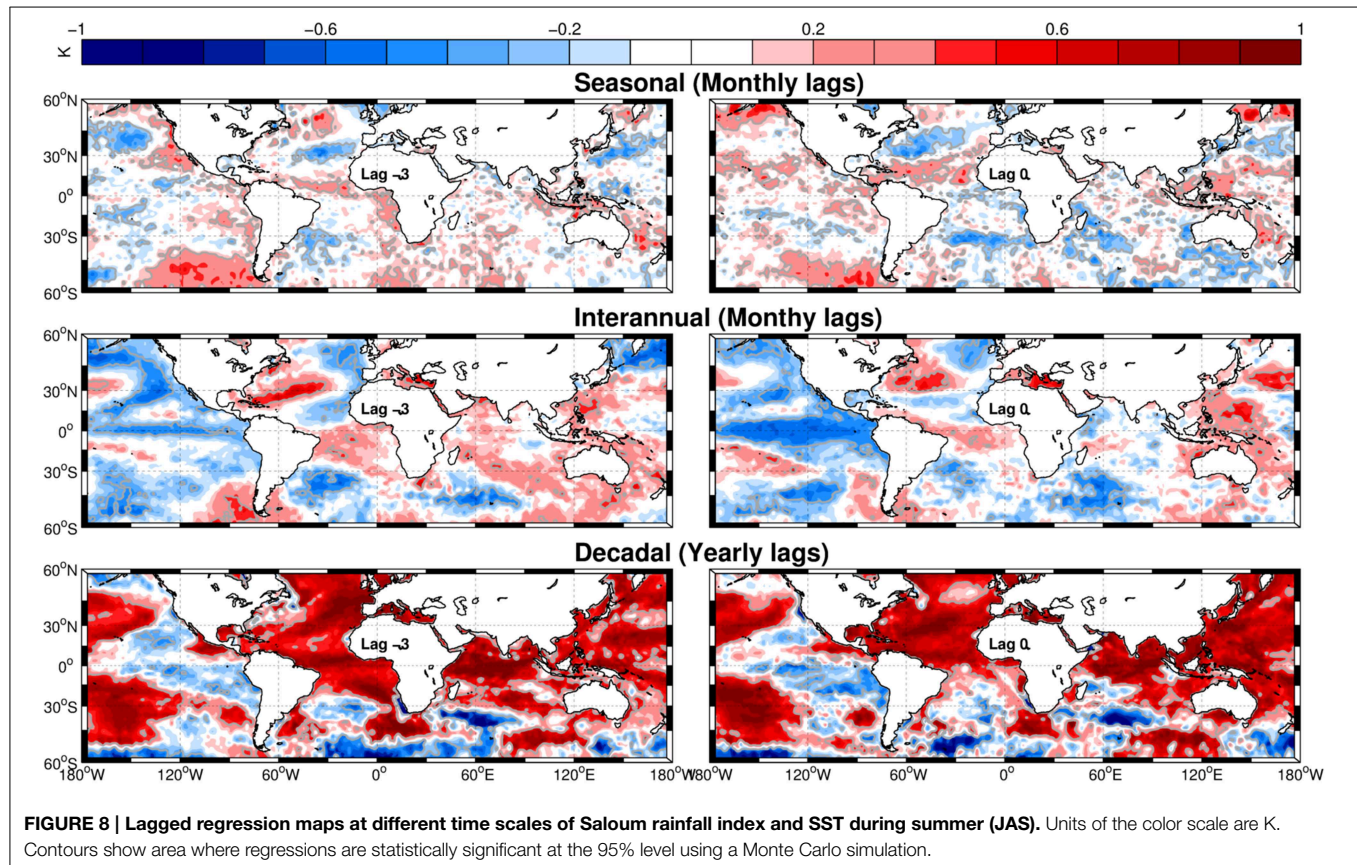 -1 -0.6 -0.2 0.2 0.6 1
K
Seasonal (Monthly lags)
60°N
30°N
0°
30°S
60°S
Lag -3
Lag 0
Interannual (Monthy lags)
60°N
30°N
0°
30°S
60°S
Lag -3
Lag 0
Decadal (Yearly lags)
60°N
30°N
0°
30°S
60°S
Lag -3
Lag 0
180°W 120°W 60°W 0° 60°E 120°E 180°W
180°W 120°W 60°W 0° 60°E 120°E 180°W
FIGURE 8 | Lagged regression maps at different time scales of Saloum rainfall index and SST during summer (JAS). Units of the color scale are K.
Contours show area where regressions are statistically significant at the 95% level using a Monte Carlo simulation.